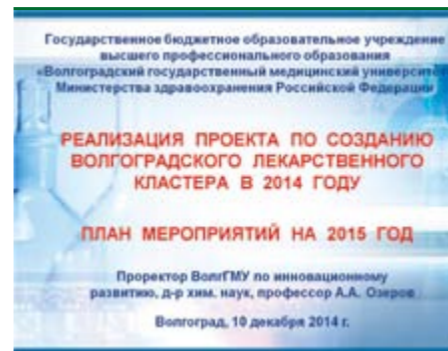 Государственное бюджетное образовательное учреждение
высшего профессионального образования
«Волгоградский государственный медицинский университет
Министерства здравоохранения Российской Федерации
РЕАЛИЗАЦИЯ ПРОЕКТА ПО СОЗДАНИЮ
ВОЛГОГРАДСКОГО ЛЕКАРСТВЕННОГО
КЛАСТЕРА В 2014 ГОДУ
ПЛАН МЕРОПРИЯТИЙ НА 2015 ГОД
Проректор ВолгГМУ по инновационному
развитию, д-р хим. наук, профессор А.А. Озеров
Волгоград, 10 декабря 2014 г.